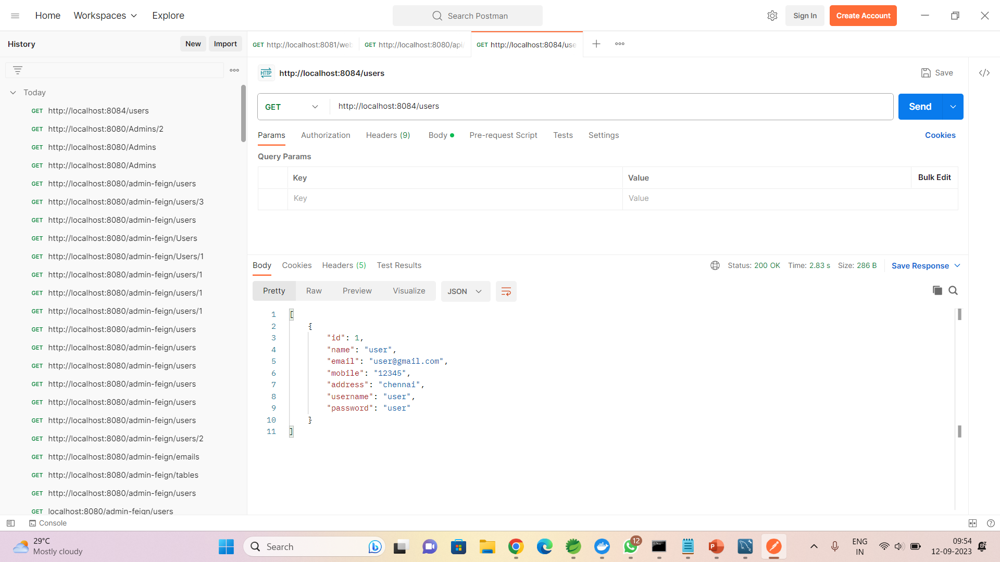 Home Workspaces Explore
Search Postman
Sign In Create Account
History New Import
GET http://localhost:8081/web GET http://localhost:8080/api/ GET http://localhost:8084/use
HTTP http://localhost:8084/users Save
Today
GET http://localhost:8084/users
GET http://localhost:8080/Admins/2
GET http://localhost:8080/Admins
GET http://localhost:8080/Admins
GET http://localhost:8080/admin-feign/users
GET http://localhost:8080/admin-feign/users/3
GET http://localhost:8080/admin-feign/users
GET http://localhost:8080/admin-feign/Users
GET http://localhost:8080/admin-feign/Users/1
GET http://localhost:8080/admin-feign/users/1
GET http://localhost:8080/admin-feign/users/1
GET http://localhost:8080/admin-feign/users/1
GET http://localhost:8080/admin-feign/users
GET http://localhost:8080/admin-feign/users
GET http://localhost:8080/admin-feign/users
GET http://localhost:8080/admin-feign/users
GET http://localhost:8080/admin-feign/users
GET http://localhost:8080/admin-feign/users
GET http://localhost:8080/admin-feign/users/2
GET http://localhost:8080/admin-feign/emails
GET http://localhost:8080/admin-feign/tables
GET http://localhost:8080/admin-feign/users
GET localhost:8080/admin-feign/users
GET http://localhost:8084/users Send
Params Authorization Headers (9) Body Pre-request Script Tests Settings Cookies
Query Params
Key Value Bulk Edit
Key Value
Body Cookies Headers (5) Test Results Status: 200 OK Time: 2.83 s Size: 286 B Save Response
Pretty Raw Preview Visualize JSON
1 [
2 {
3 "id": 1,
4 "name": "user",
5 "email": "user@gmail.com",
6 "mobile": "12345",
7 "address": "chennai",
8 "username": "user",
9 "password": "user"
10 }
11 ]
Console
29°C
Mostly cloudy
Search
12
ENG
IN
09:54
12-09-2023